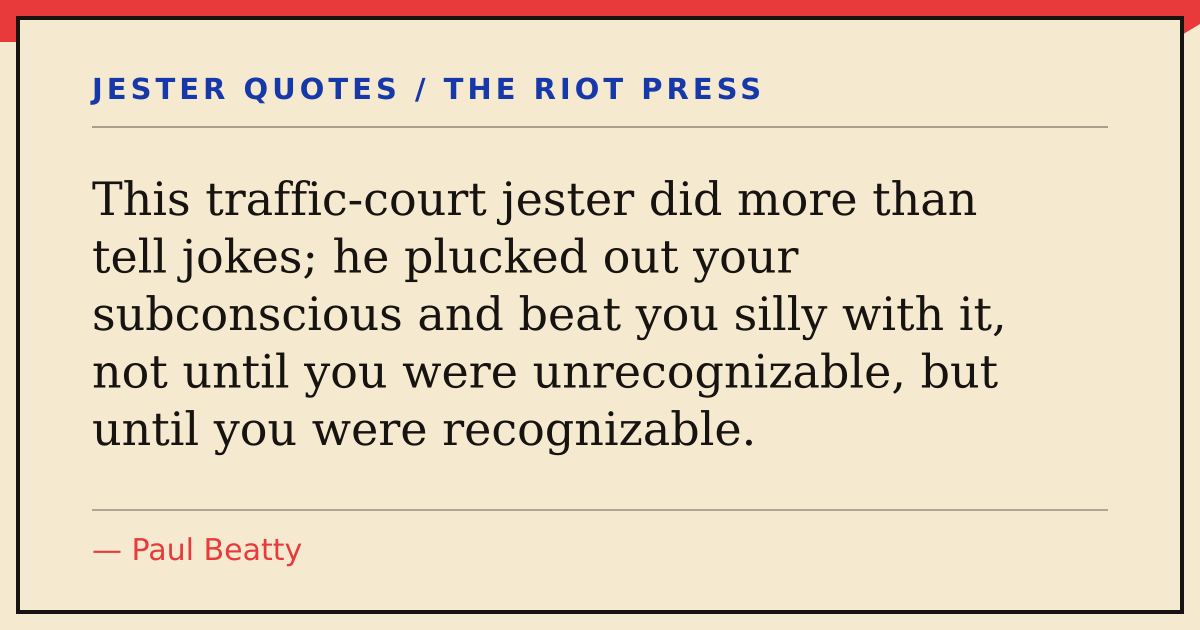 JESTER QUOTES / THE RIOT PRESS
This traffic-court jester did more than
tell jokes; he plucked out your
subconscious and beat you silly with it,
not until you were unrecognizable, but
until you were recognizable.
— Paul Beatty